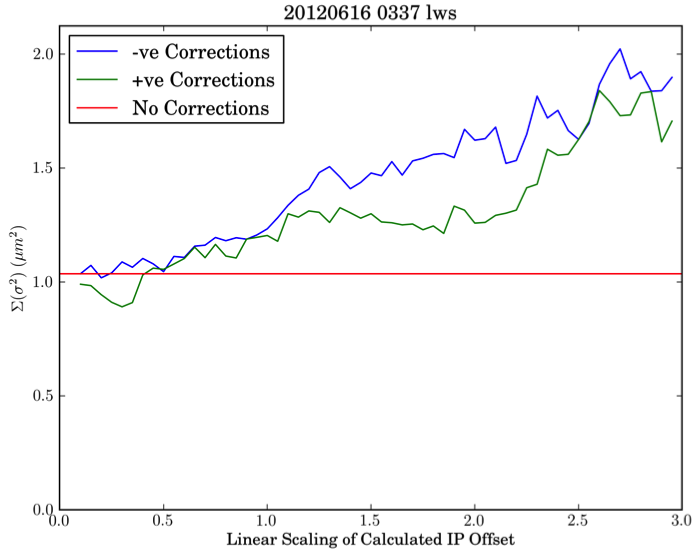 20120616 0337 lws
-ve Corrections
+ve Corrections
No Corrections
2.0
1.5
1.0
0.5
0.0
Σ(σ²) (μm²)
0.0 0.5 1.0 1.5 2.0 2.5 3.0
Linear Scaling of Calculated IP Offset